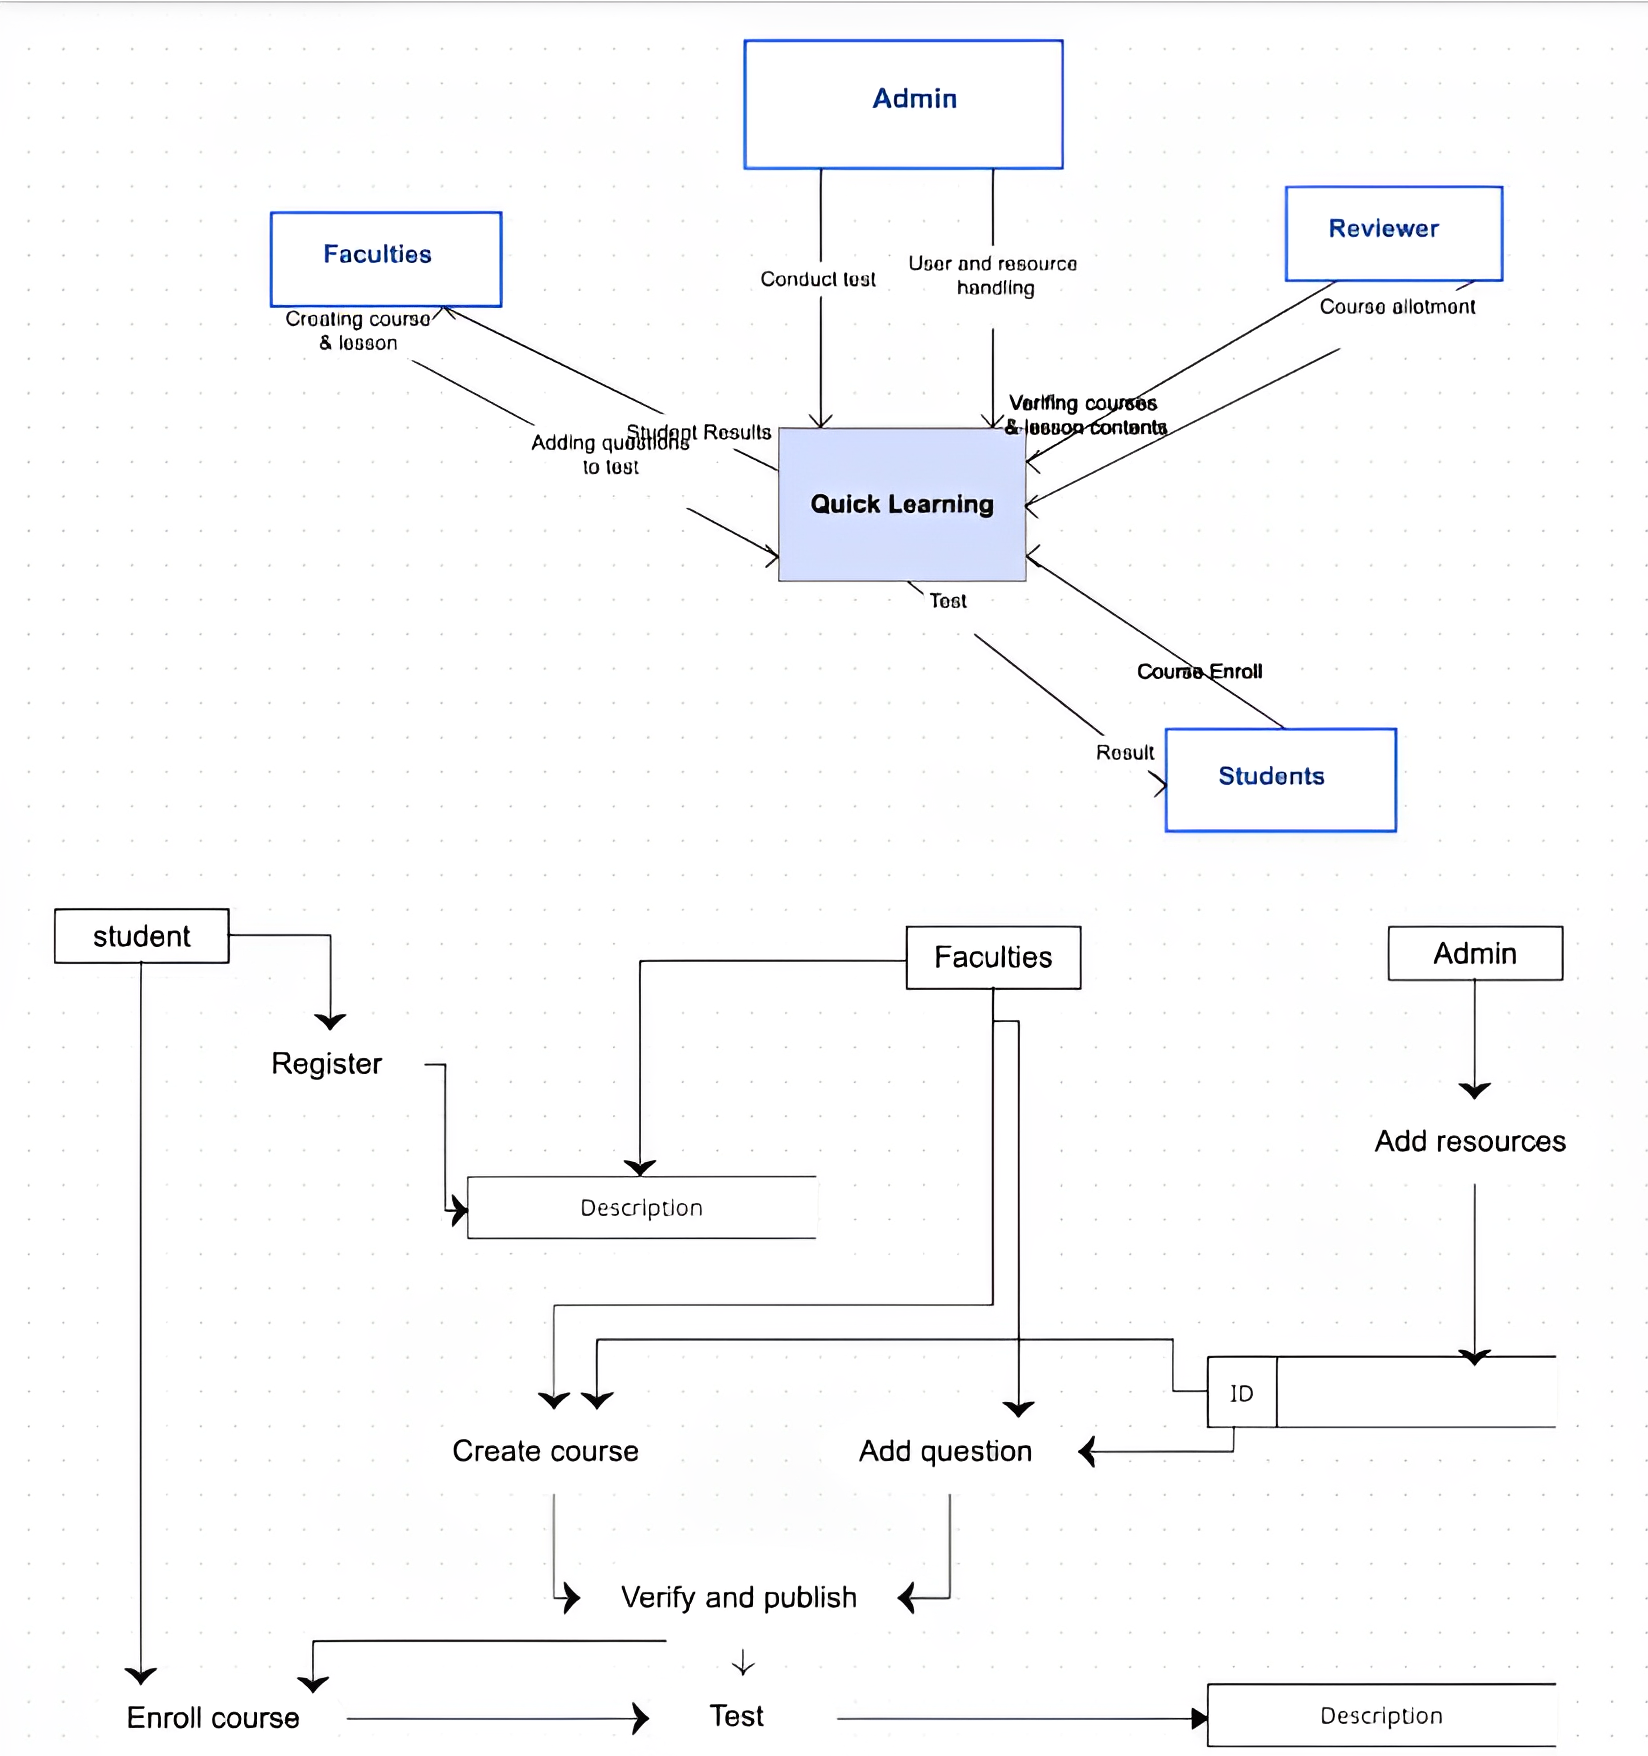 Admin
Reviewer
Faculties
User and resource
handling
Conduct test
Course allotment
Creating course
& lesson
Verifing courses
& lesson contents
Student Results
Adding questions
to test
Quick Learning
Test
Course Enroll
Result
Students
student
Faculties
Admin
Register
Add resources
Description
ID
Create course
Add question
Verify and publish
Enroll course
Test
Description